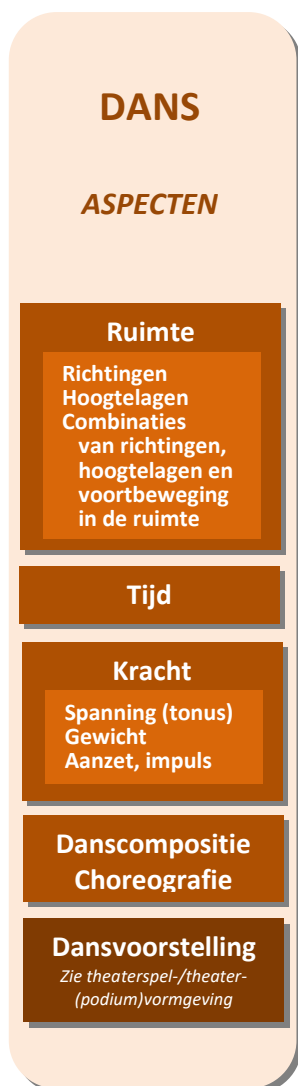 DANS
ASPECTEN
Ruimte
Richtingen
Hoogtelagen
Combinaties
van richtingen,
hoogtelagen en
voortbeweging
in de ruimte
Tijd
Kracht
Spanning (tonus)
Gewicht
Aanzet, impuls
Danscompositie
Choreografie
Dansvoorstelling
Zie theaterspel-/theater-
(podium)vormgeving